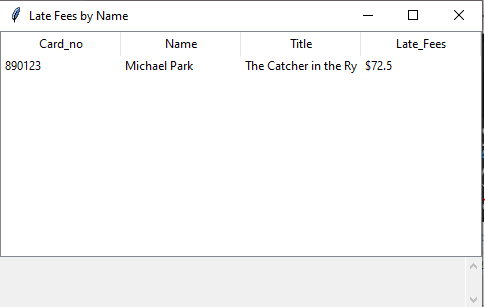 Late Fees by Name
Card_no Name Title Late_Fees
890123 Michael Park The Catcher in the Ry $72.5